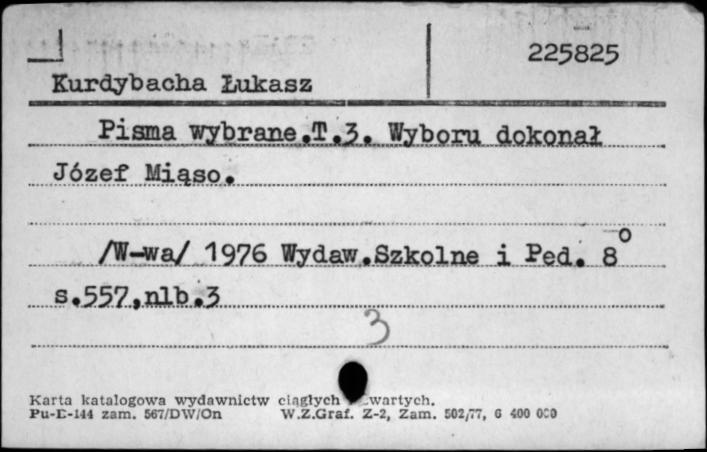 225825
Kurdybacha Łukasz
Pisma wybrane.T.3. Wyboru dokonał
Józef Miąso.
/W-wa/ 1976 Wydaw.Szkolne i Ped. 8°
s.557,nlb.3
3
Karta katalogowa wydawnictw ciągłych wartych.
Pu-D-144 zam. 567/DW/On W.Z.Graf. Z-2, Zam. 502/77, 6 400 000